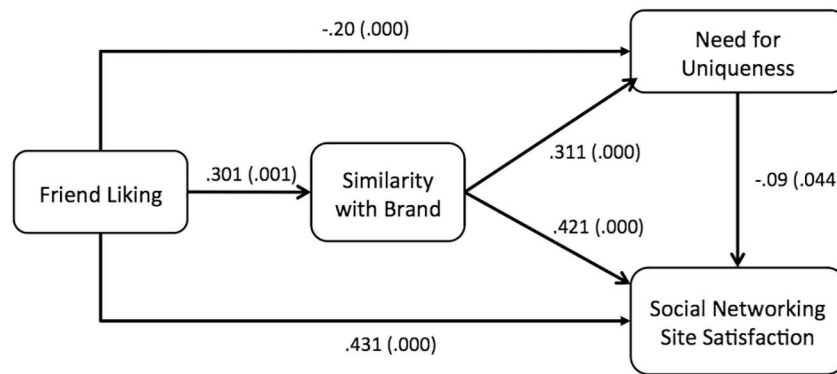 -.20 (.000)
Need for
Uniqueness
Friend Liking
.301 (.001)
Similarity
with Brand
.311 (.000)
-.09 (.044
.421 (.000)
Social Networking
Site Satisfaction
.431 (.000)